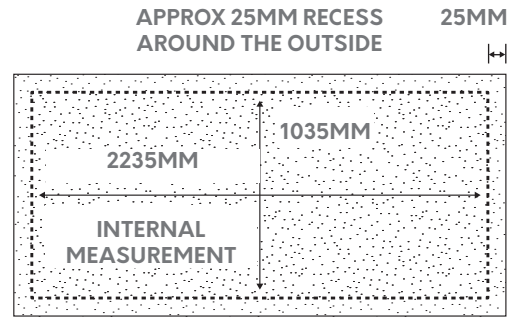 APPROX 25MM RECESS
AROUND THE OUTSIDE
25MM
1035MM
2235MM
INTERNAL
MEASUREMENT